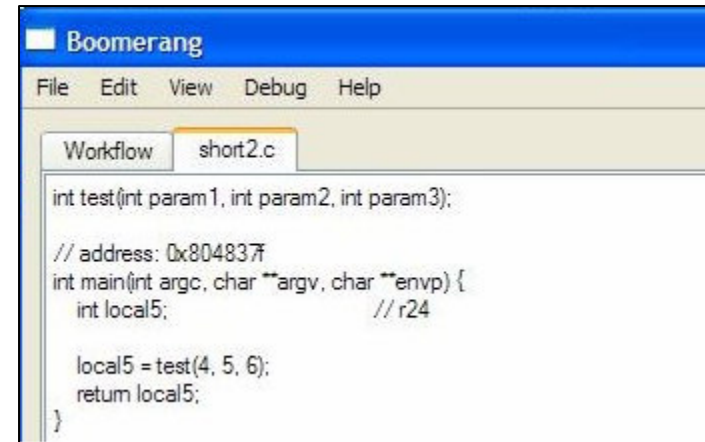 Boomerang
File Edit View Debug Help
Workflow short2.c
int test(int param1, int param2, int param3);
// address: 0x804837f
int main(int argc, char **argv, char **envp) {
int local5; // r24
local5 = test(4, 5, 6);
return local5;
}